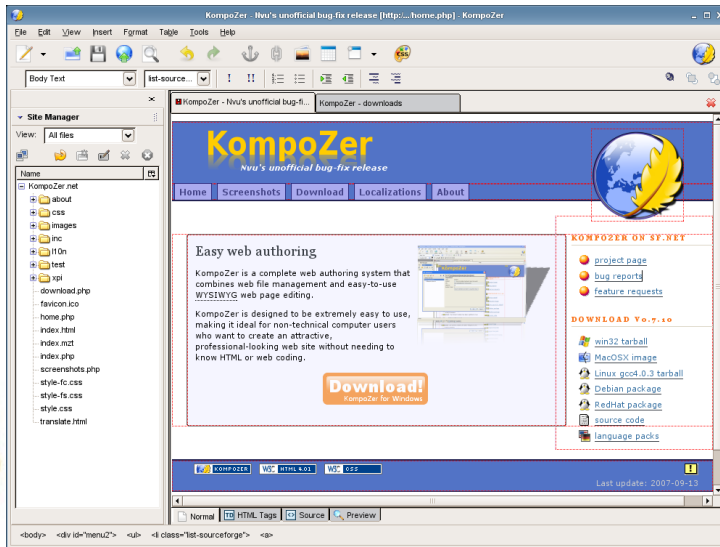 KompoZer - Nvu's unofficial bug-fix release [http:/.../home.php] - KompoZer
File Edit View Insert Format Table Tools Help
CSS
Body Text list-source...
KompoZer - Nvu's unofficial bug-fi... KompoZer - downloads
Site Manager
View: All files
Name
KompoZer.net
about
css
images
inc
l10n
test
xpi
download.php
favicon.ico
home.php
index.html
index.mzt
index.php
screenshots.php
style-fc.css
style-fs.css
style.css
translate.html
KompoZer
Nvu's unofficial bug-fix release
Home Screenshots Download Localizations About
Easy web authoring
KompoZer is a complete web authoring system that
combines web file management and easy-to-use
WYSIWYG web page editing.
KompoZer is designed to be extremely easy to use,
making it ideal for non-technical computer users
who want to create an attractive,
professional-looking web site without needing to
know HTML or web coding.
Download!
KompoZer for Windows
KOMPOZER ON SF.NET
project page
bug reports
feature requests
DOWNLOAD V0.7.10
win32 tarball
MacOSX image
Linux gcc4.0.3 tarball
Debian package
RedHat package
source code
language packs
KOMPOZER W3C HTML 4.01 W3C CSS
!
Last update: 2007-09-13
Normal TD HTML Tags Source Preview
<body> <div id="menu2"> <ul> <li class="list-sourceforge"> <a>